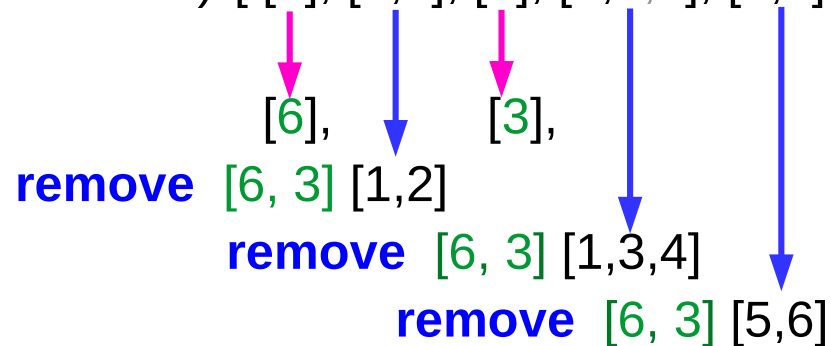 [6], [3],
remove [6, 3] [1,2]
remove [6, 3] [1,3,4]
remove [6, 3] [5,6]